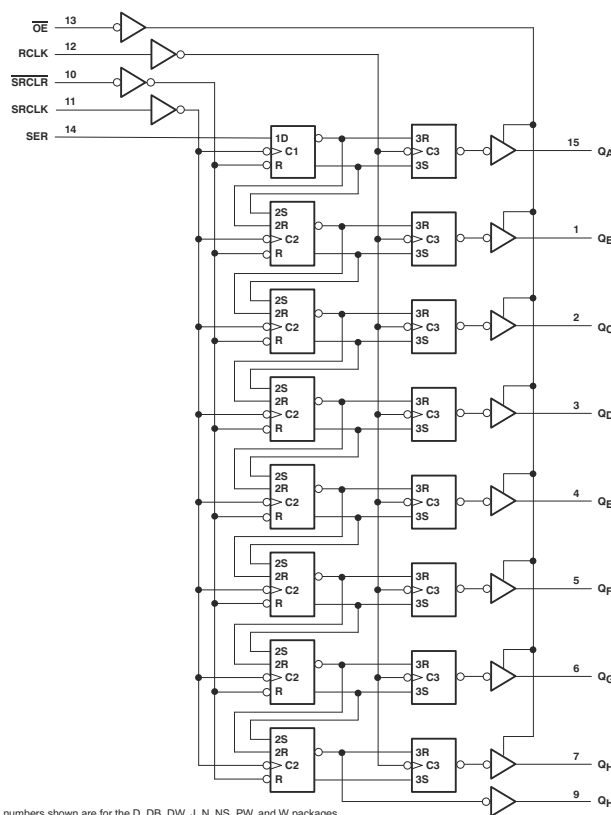 OE 13
RCLK 12
SRCLR 10
SRCLK 11
SER 14
1D
C1
R
3R
C3
3S
15 QA
2S
2R
C2
R
3R
C3
3S
1 QB
2S
2R
C2
R
3R
C3
3S
2 QC
2S
2R
C2
R
3R
C3
3S
3 QD
2S
2R
C2
R
3R
C3
3S
4 QE
2S
2R
C2
R
3R
C3
3S
5 QF
2S
2R
C2
R
3R
C3
3S
6 QG
2S
2R
C2
R
3R
C3
3S
7 QH
9 QH
numbers shown are for the D, DB, DW, J, N, NS, PW, and W packages